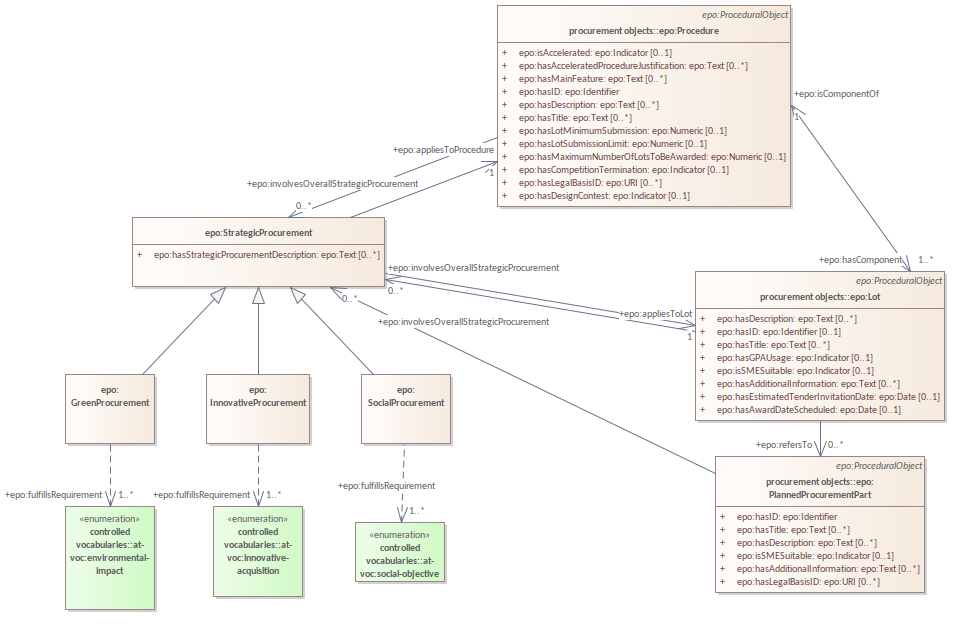 epo:ProceduralObject
procurement objects::epo:Procedure
+ epo:isAccelerated: epo:Indicator [0..1]
+ epo:hasAcceleratedProcedureJustification: epo:Text [0..*]
+ epo:hasMainFeature: epo:Text [0..*]
+ epo:hasID: epo:Identifier
+ epo:hasDescription: epo:Text [0..*]
+ epo:hasTitle: epo:Text [0..*]
+ epo:hasLotMinimumSubmission: epo:Numeric [0..1]
+ epo:hasLotSubmissionLimit: epo:Numeric [0..1]
+ epo:hasMaximumNumberOfLotsToBeAwarded: epo:Numeric [0..1]
+ epo:hasCompetitionTermination: epo:Indicator [0..1]
+ epo:hasLegalBasisID: epo:URI [0..*]
+ epo:hasDesignContest: epo:Indicator [0..1]
+epo:isComponentOf
1
+epo:appliesToProcedure
1
+epo:involvesOverallStrategicProcurement
0..*
epo:StrategicProcurement
+ epo:hasStrategicProcurementDescription: epo:Text [0..*]
+epo:hasComponent 1..*
+epo:involvesOverallStrategicProcurement
0..*
0..*
+epo:involvesOverallStrategicProcurement
+epo:appliesToLot
1
epo:ProceduralObject
procurement objects::epo:Lot
+ epo:hasDescription: epo:Text [0..*]
+ epo:hasID: epo:Identifier [0..1]
+ epo:hasTitle: epo:Text [0..*]
+ epo:hasGPAUsage: epo:Indicator [0..1]
+ epo:isSMESuitable: epo:Indicator [0..1]
+ epo:hasAdditionalInformation: epo:Text [0..*]
+ epo:hasEstimatedTenderInvitationDate: epo:Date [0..1]
+ epo:hasAwardDateScheduled: epo:Date [0..1]
+epo:refersTo 0..*
epo:
GreenProcurement
epo:
InnovativeProcurement
epo:
SocialProcurement
+epo:fulfillsRequirement 1..*
+epo:fulfillsRequirement 1..*
+epo:fulfillsRequirement
1..*
«enumeration»
controlled
vocabularies::at-
voc:environmental-
impact
«enumeration»
controlled
vocabularies::at-
voc:innovative-
acquisition
«enumeration»
controlled
vocabularies::at-
voc:social-objective
epo:ProceduralObject
procurement objects::epo:
PlannedProcurementPart
+ epo:hasID: epo:Identifier
+ epo:hasTitle: epo:Text [0..*]
+ epo:hasDescription: epo:Text [0..*]
+ epo:isSMESuitable: epo:Indicator [0..1]
+ epo:hasAdditionalInformation: epo:Text [0..*]
+ epo:hasLegalBasisID: epo:URI [0..*]